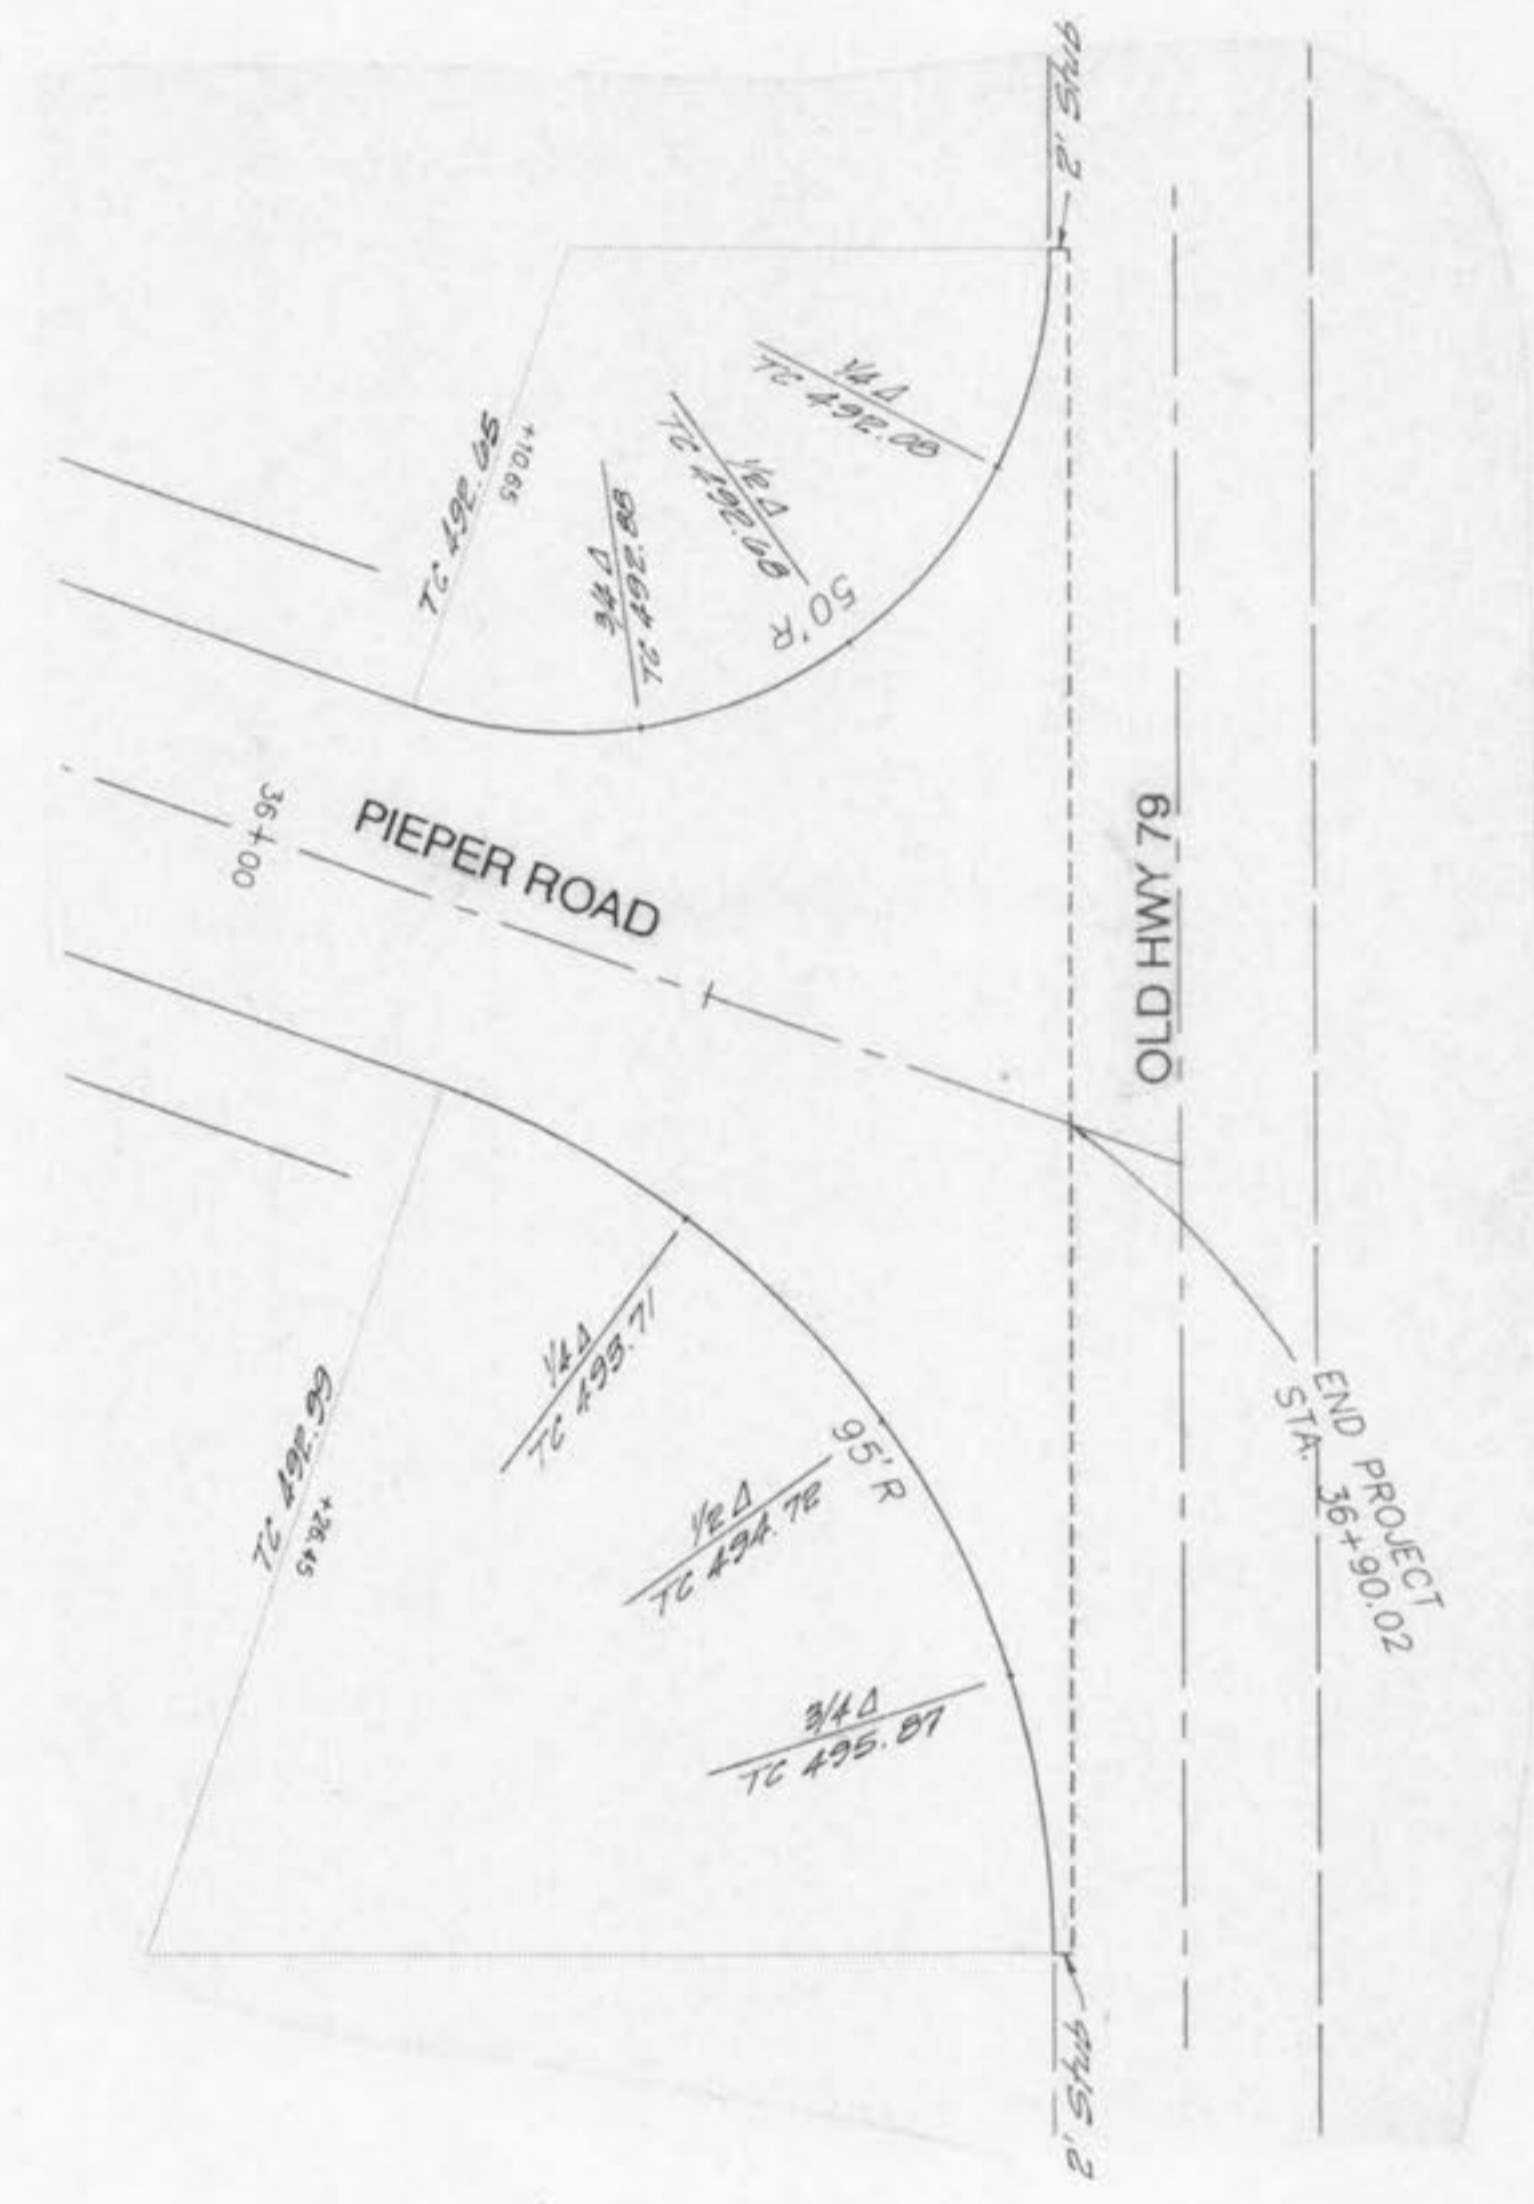 2' Shld
1/4 Δ
TC 492.08
1/2 Δ
TC 492.68
3/4 Δ
TC 492.88
TC 492.65
+10.65
50'R
PIEPER ROAD
36+00
OLD HWY 79
1/4 Δ
TC 493.71
95'R
1/2 Δ
TC 494.72
3/4 Δ
TC 495.87
TC 492.99
+26.45
END PROJECT
STA. 36+90.02
2' Shld